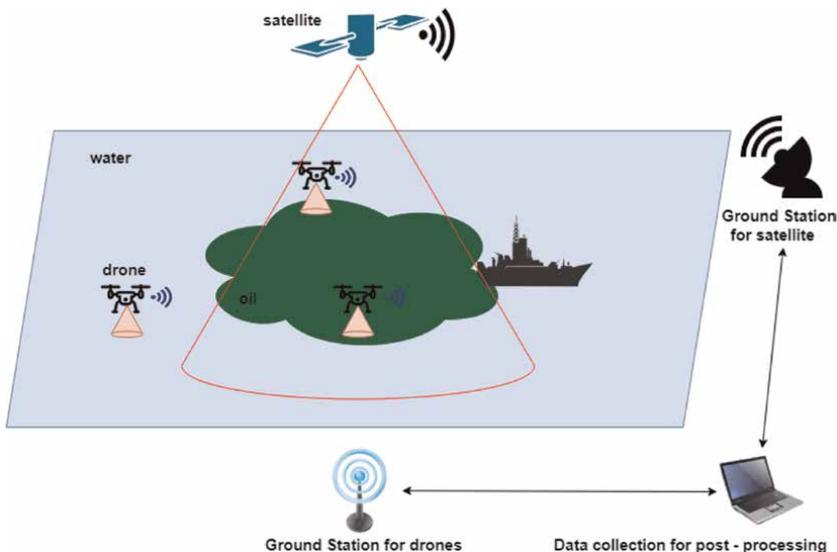 satellite
water
Ground Station
for satellite
drone
oil
Ground Station for drones
Data collection for post - processing